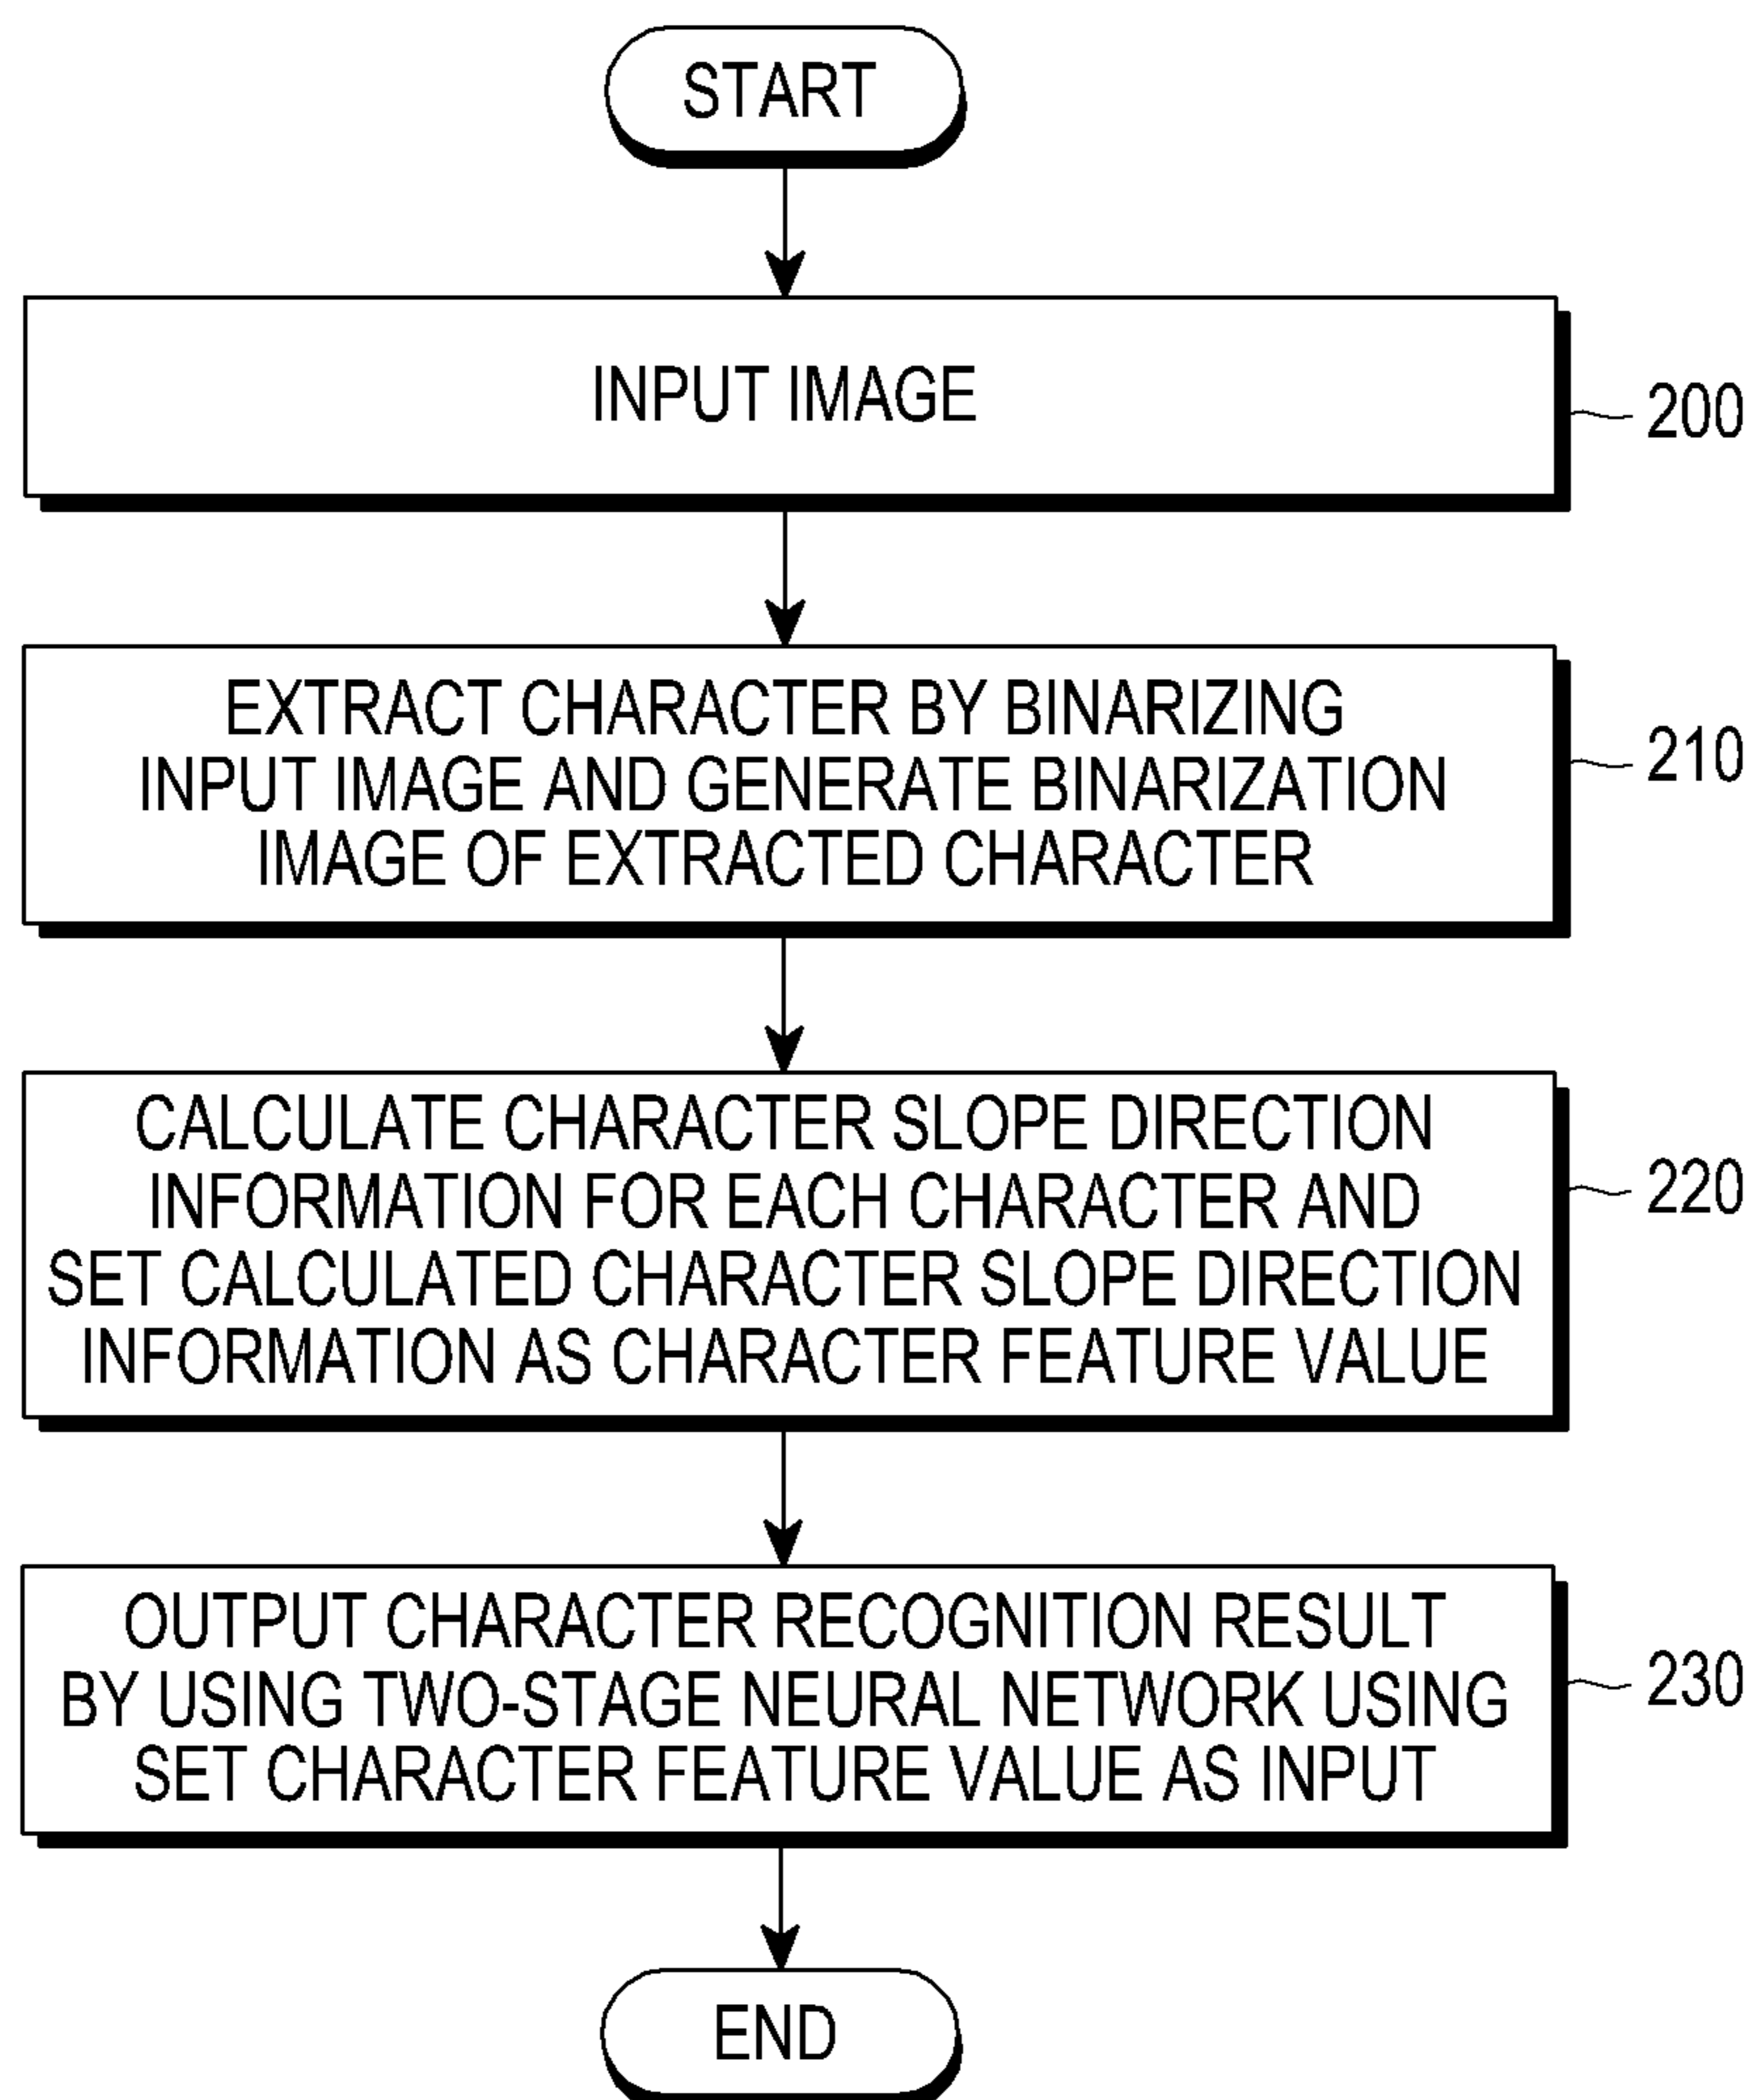 START
INPUT IMAGE
200
EXTRACT CHARACTER BY BINARIZING
INPUT IMAGE AND GENERATE BINARIZATION
IMAGE OF EXTRACTED CHARACTER
210
CALCULATE CHARACTER SLOPE DIRECTION
INFORMATION FOR EACH CHARACTER AND
SET CALCULATED CHARACTER SLOPE DIRECTION
INFORMATION AS CHARACTER FEATURE VALUE
220
OUTPUT CHARACTER RECOGNITION RESULT
BY USING TWO-STAGE NEURAL NETWORK USING
SET CHARACTER FEATURE VALUE AS INPUT
230
END